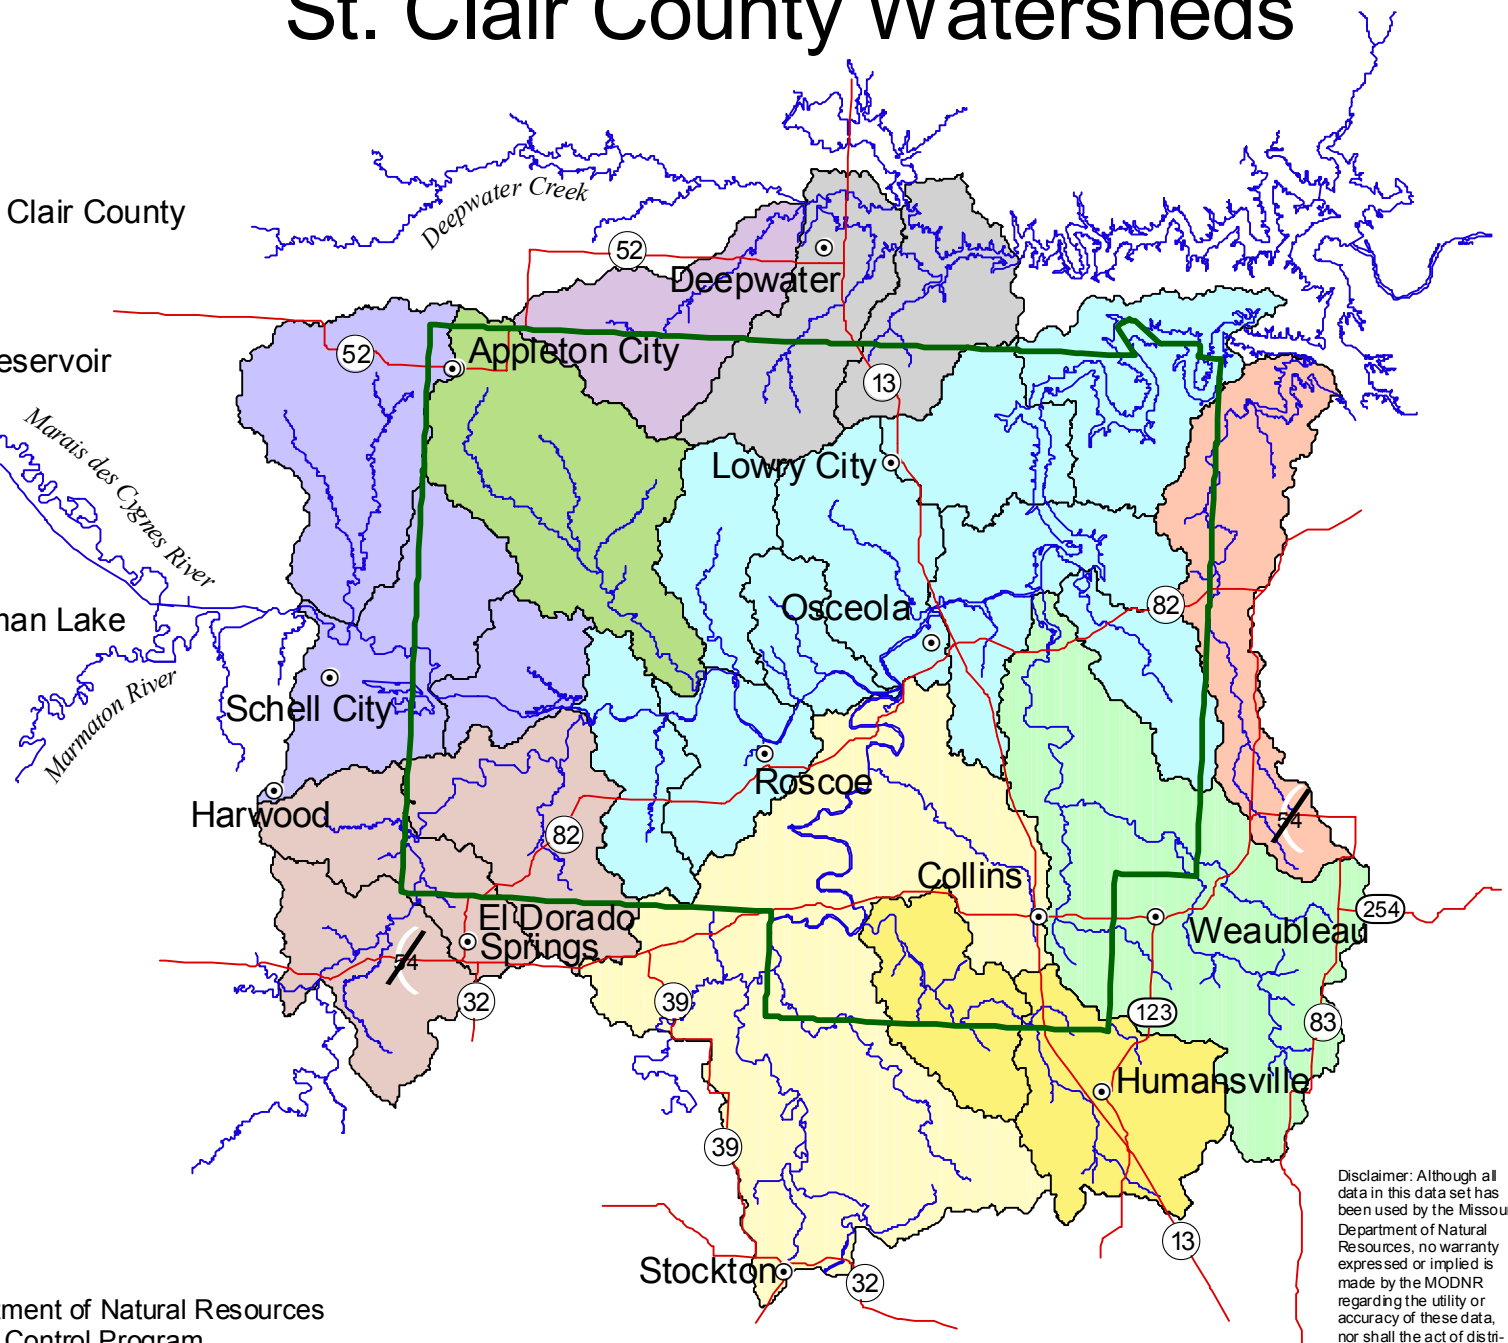 St. Clair County Watersheds
Clair County
Deepwater Creek
52
Deepwater
eservoir
52
Appleton City
13
Marais des Cygnes River
Lowry City
man Lake
Osceola
82
Marmaton River
Schell City
Roscoe
Harwood
82
54
Collins
254
El Dorado
Springs
Weaubleau
54
32
39
123
83
Humansville
39
Stockton
32
13
Disclaimer: Although all
data in this data set has
been used by the Missou
Department of Natural
Resources, no warranty
expressed or implied is
made by the MODNR
regarding the utility or
accuracy of these data,
nor shall the act of distri-
tment of Natural Resources
Control Program